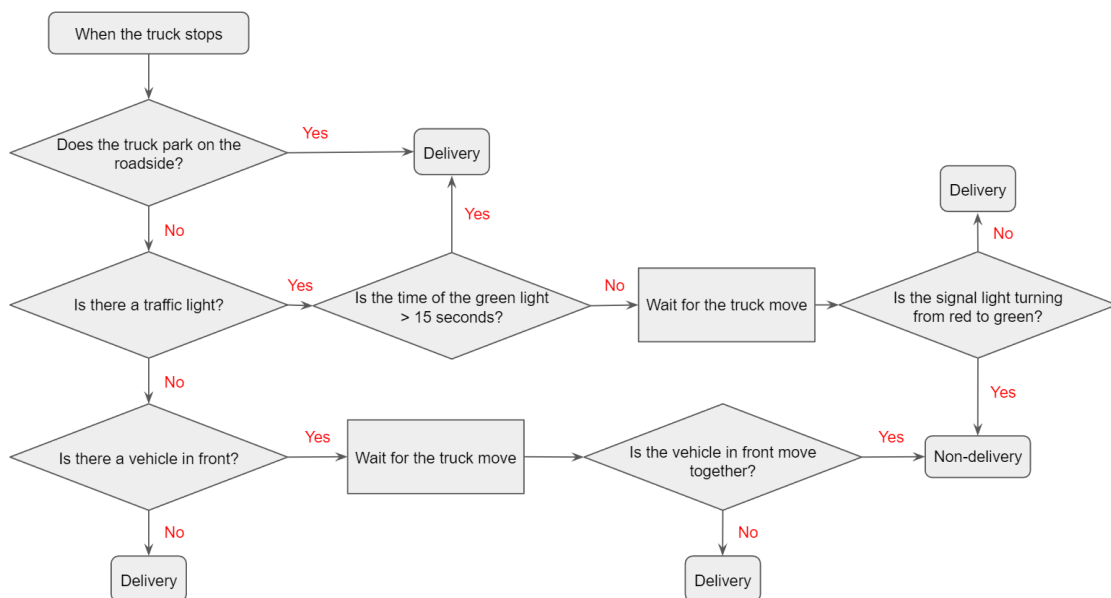 When the truck stops
Does the truck park on the
roadside?
Yes
Delivery
No
Yes
Delivery
Is there a traffic light?
Yes
Is the time of the green light
> 15 seconds?
No
Wait for the truck move
Is the signal light turning
from red to green?
No
No
Yes
Is there a vehicle in front?
Yes
Wait for the truck move
Is the vehicle in front move
together?
Yes
Non-delivery
No
Delivery
No
Delivery